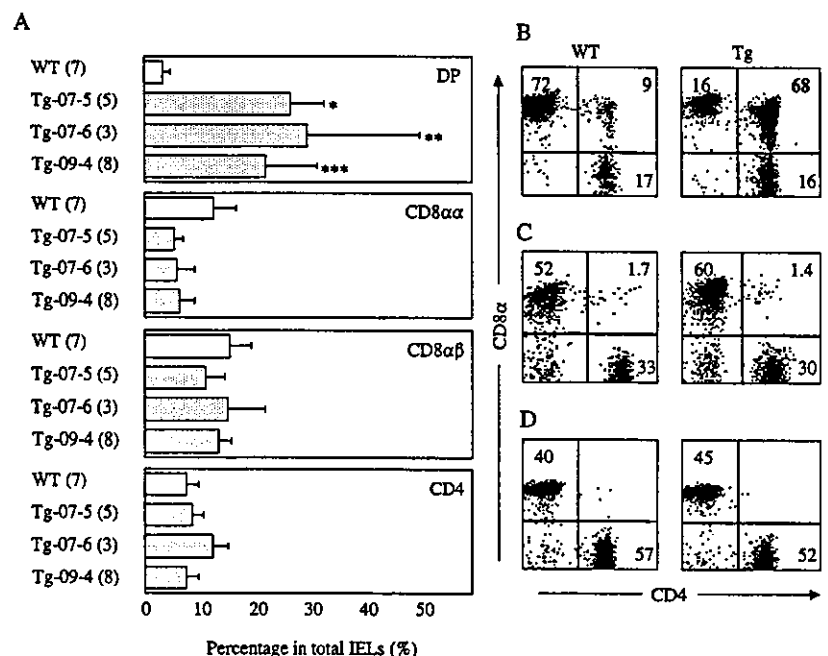 A
WT (7)
Tg-07-5 (5)
Tg-07-6 (3)
Tg-09-4 (8)
DP
*
**
***
WT (7)
Tg-07-5 (5)
Tg-07-6 (3)
Tg-09-4 (8)
CD8αα
WT (7)
Tg-07-5 (5)
Tg-07-6 (3)
Tg-09-4 (8)
CD8αβ
WT (7)
Tg-07-5 (5)
Tg-07-6 (3)
Tg-09-4 (8)
CD4
0 10 20 30 40 50
Percentage in total IELs (%)
B
WT Tg
72 9 16 68
17 16
C
52 1.7 60 1.4
33 30
D
40 45
57 52
CD8α
CD4